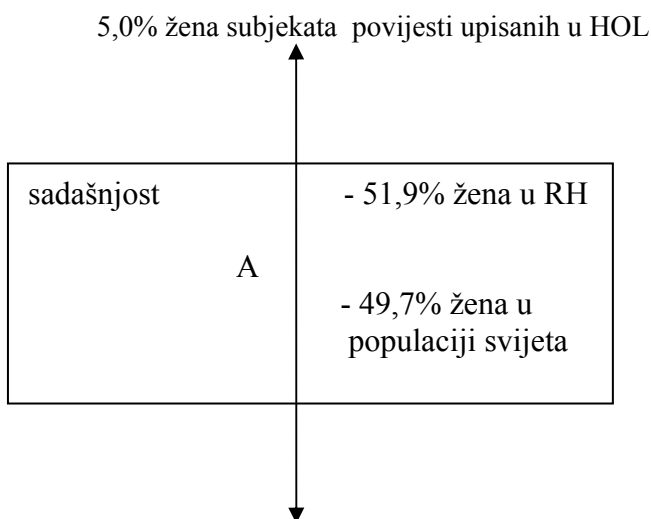 5,0% žena subjekata povijesti upisanih u HOL
sadašnjost - 51,9% žena u RH
A
- 49,7% žena u
populaciji svijeta